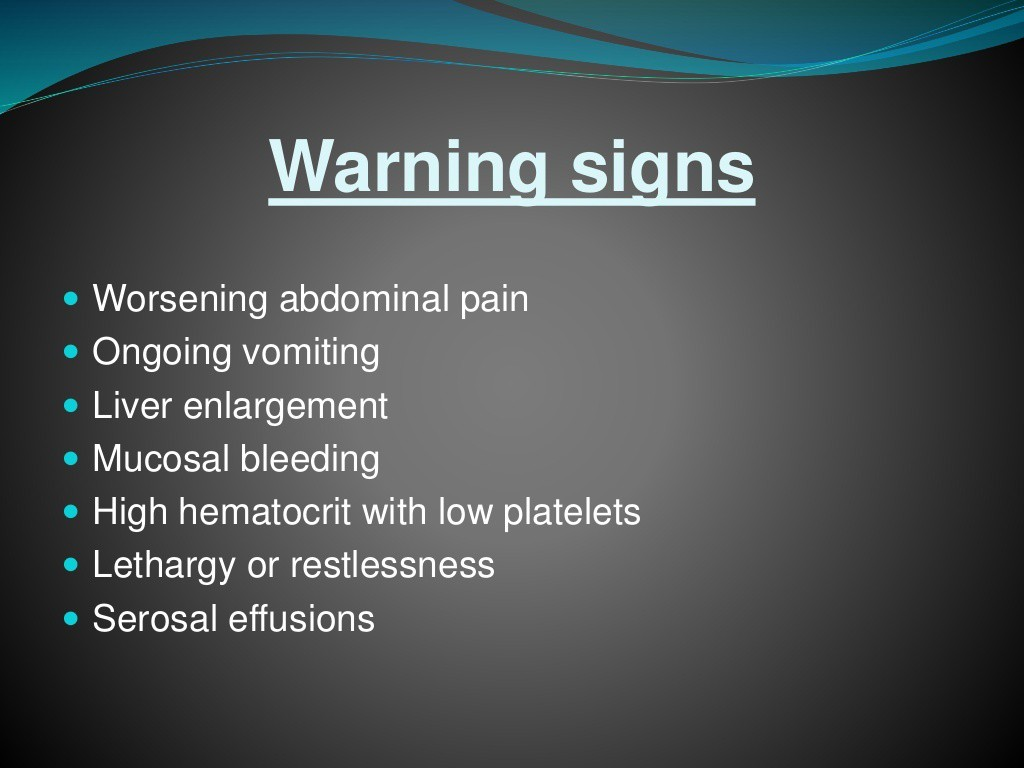 Warning signs
Worsening abdominal pain
Ongoing vomiting
Liver enlargement
Mucosal bleeding
High hematocrit with low platelets
Lethargy or restlessness
Serosal effusions